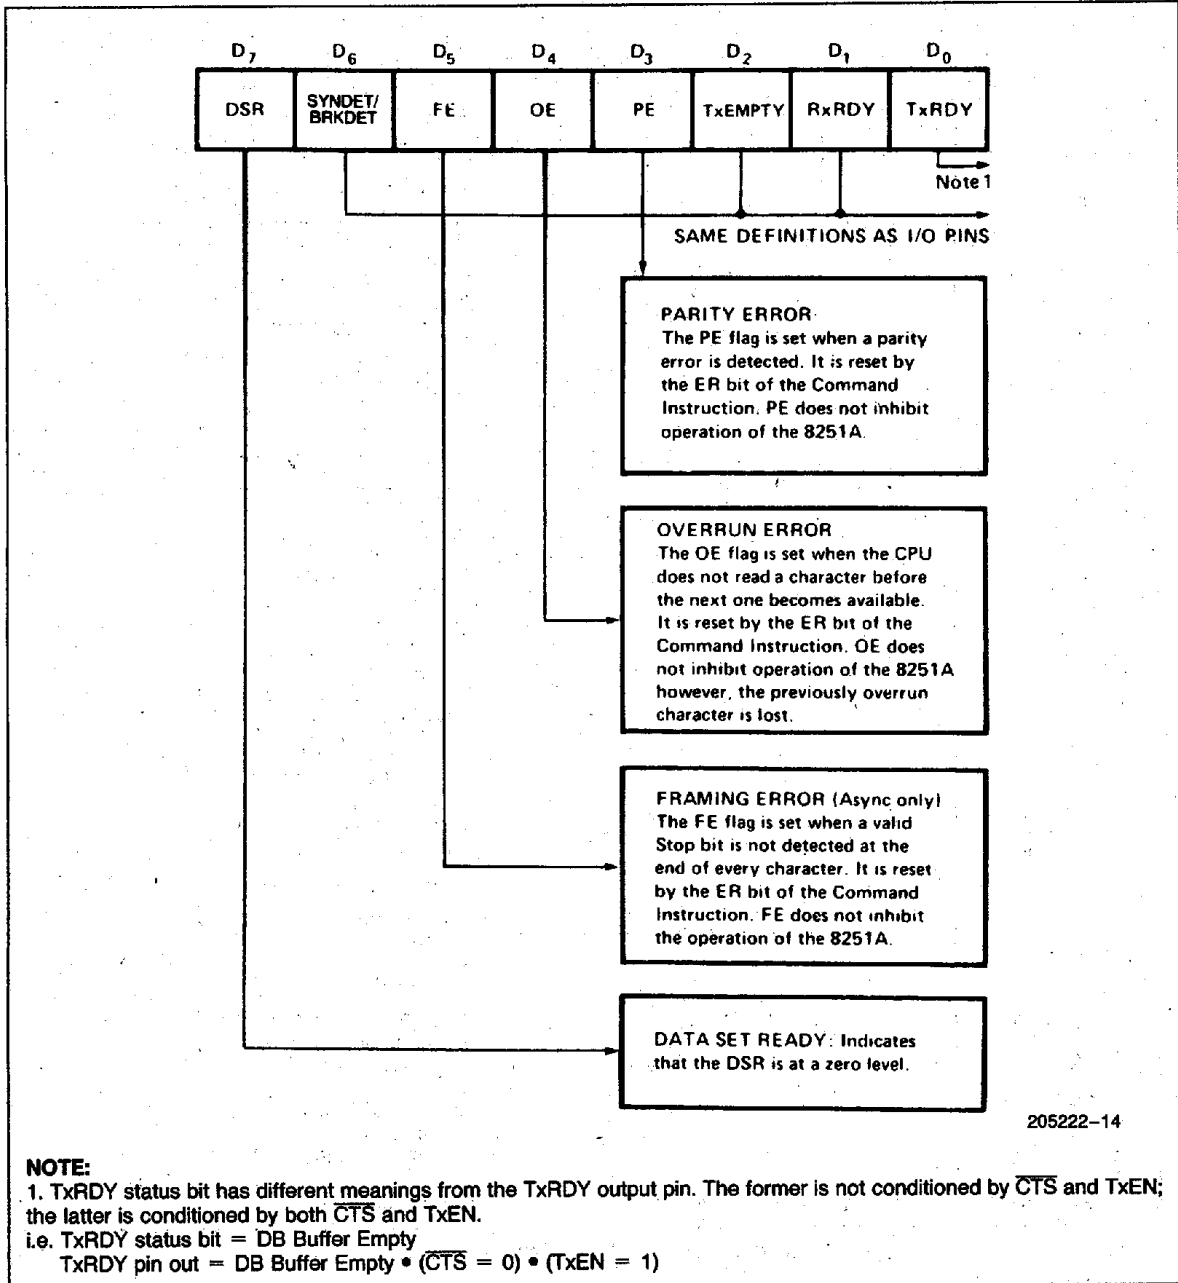 D7 D6 D5 D4 D3 D2 D1 D0
DSR SYNDET/BRKDET FE OE PE TxEMPTY RxRDY TxRDY
Note 1
SAME DEFINITIONS AS I/O PINS
PARITY ERROR
The PE flag is set when a parity
error is detected. It is reset by
the ER bit of the Command
Instruction. PE does not inhibit
operation of the 8251A.
OVERRUN ERROR
The OE flag is set when the CPU
does not read a character before
the next one becomes available.
It is reset by the ER bit of the
Command Instruction. OE does
not inhibit operation of the 8251A
however, the previously overrun
character is lost.
FRAMING ERROR (Async only)
The FE flag is set when a valid
Stop bit is not detected at the
end of every character. It is reset
by the ER bit of the Command
Instruction. FE does not inhibit
the operation of the 8251A.
DATA SET READY: Indicates
that the DSR is at a zero level.
205222–14
NOTE:
1. TxRDY status bit has different meanings from the TxRDY output pin. The former is not conditioned by C̅T̅S̅ and TxEN;
the latter is conditioned by both C̅T̅S̅ and TxEN.
i.e. TxRDY status bit = DB Buffer Empty
TxRDY pin out = DB Buffer Empty • (C̅T̅S̅ = 0) • (TxEN = 1)